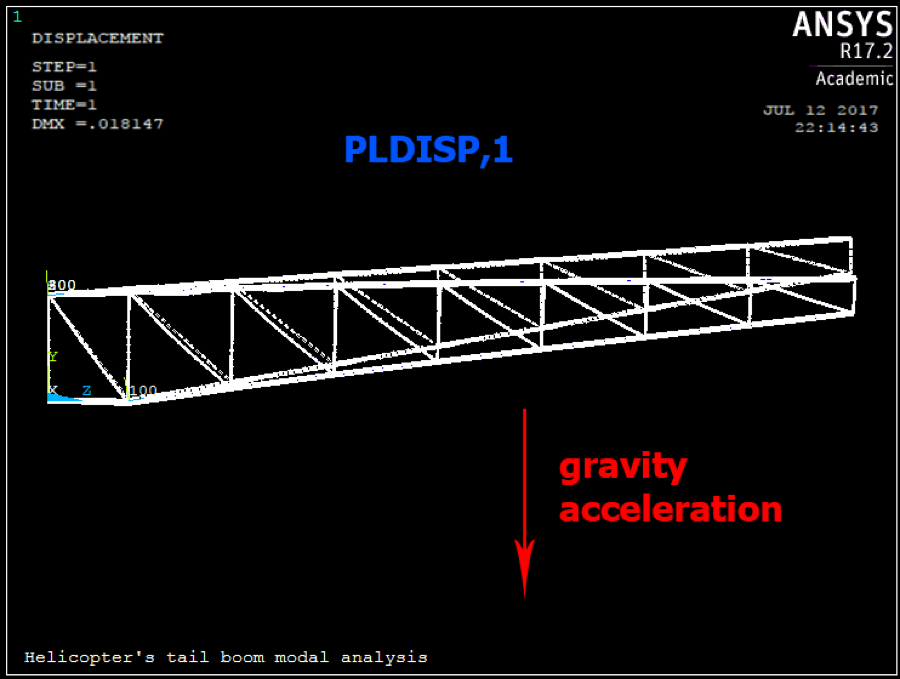 1
DISPLACEMENT
STEP=1
SUB =1
TIME=1
DMX =.018147
ANSYS
R17.2
Academic
JUL 12 2017
22:14:43
PLDISP,1
Y
X Z 100
gravity
acceleration
Helicopter's tail boom modal analysis